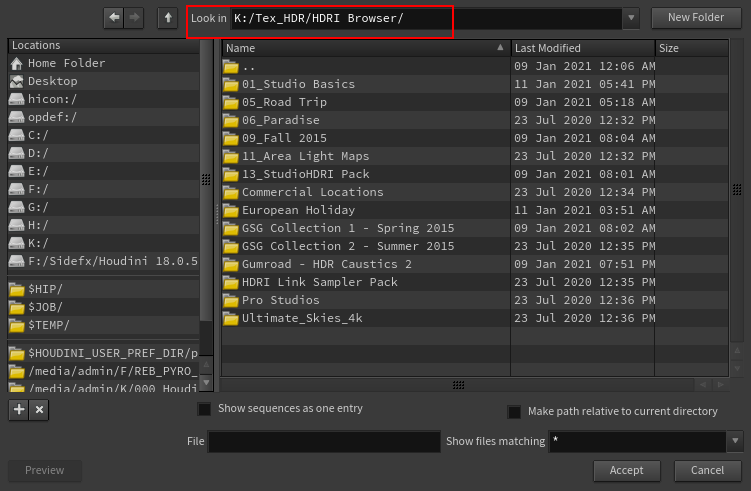 Look in K:/Tex_HDR/HDRI Browser/ New Folder
Locations
Home Folder
Desktop
hicon:/
opdef:/
C:/
D:/
E:/
F:/
G:/
H:/
K:/
F:/Sidefx/Houdini 18.0.5
$HIP/
$JOB/
$TEMP/
$HOUDINI_USER_PREF_DIR/p
/media/admin/F/REB_PYRO_
/media/admin/K/000 Houdi
Name Last Modified Size
.. 09 Jan 2021 12:06 AM
01_Studio Basics 11 Jan 2021 05:41 PM
05_Road Trip 09 Jan 2021 05:18 AM
06_Paradise 23 Jul 2020 12:32 PM
09_Fall 2015 09 Jan 2021 08:04 AM
11_Area Light Maps 23 Jul 2020 12:32 PM
13_StudioHDRI Pack 09 Jan 2021 08:01 AM
Commercial Locations 23 Jul 2020 12:34 PM
European Holiday 11 Jan 2021 03:51 AM
GSG Collection 1 - Spring 2015 09 Jan 2021 08:02 AM
GSG Collection 2 - Summer 2015 23 Jul 2020 12:35 PM
Gumroad - HDR Caustics 2 09 Jan 2021 07:51 PM
HDRI Link Sampler Pack 23 Jul 2020 12:35 PM
Pro Studios 23 Jul 2020 12:36 PM
Ultimate_Skies_4k 23 Jul 2020 12:36 PM
Show sequences as one entry
Make path relative to current directory
File
Show files matching *
Preview Accept Cancel